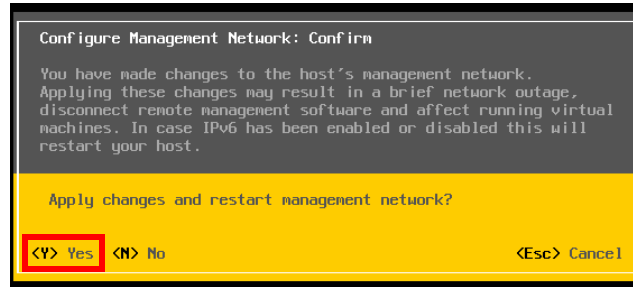 Configure Management Network: Confirm
You have made changes to the host's management network.
Applying these changes may result in a brief network outage,
disconnect remote management software and affect running virtual
machines. In case IPv6 has been enabled or disabled this will
restart your host.
Apply changes and restart management network?
<Y> Yes <N> No <Esc> Cancel